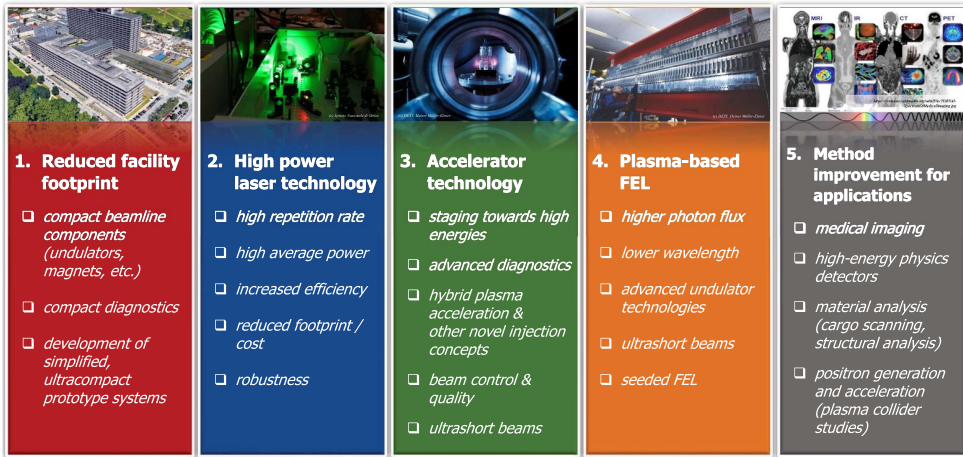 1. Reduced facility
footprint
❑ compact beamline
components
(undulators,
magnets, etc.)
❑ compact diagnostics
❑ development of
simplified,
ultracompact
prototype systems
2. High power
laser technology
❑ high repetition rate
❑ high average power
❑ increased efficiency
❑ reduced footprint /
cost
❑ robustness
3. Accelerator
technology
❑ staging towards high
energies
❑ advanced diagnostics
❑ hybrid plasma
acceleration &
other novel injection
concepts
❑ beam control &
quality
❑ ultrashort beams
4. Plasma-based
FEL
❑ higher photon flux
❑ lower wavelength
❑ advanced undulator
technologies
❑ ultrashort beams
❑ seeded FEL
MRI IR CT PET
5. Method
improvement for
applications
❑ medical imaging
❑ high-energy physics
detectors
❑ material analysis
(cargo scanning,
structural analysis)
❑ positron generation
and acceleration
(plasma collider
studies)